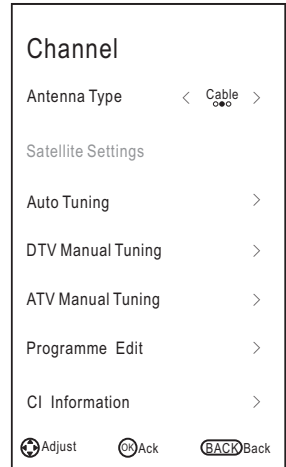 Channel
Antenna Type < Cable >
Satellite Settings
Auto Tuning >
DTV Manual Tuning >
ATV Manual Tuning >
Programme Edit >
CI Information >
Adjust OK Ack BACK Back